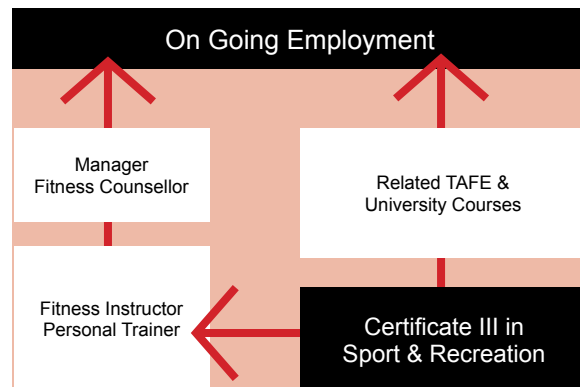 On Going Employment
Manager
Fitness Counsellor
Related TAFE &
University Courses
Fitness Instructor
Personal Trainer
Certificate III in
Sport & Recreation